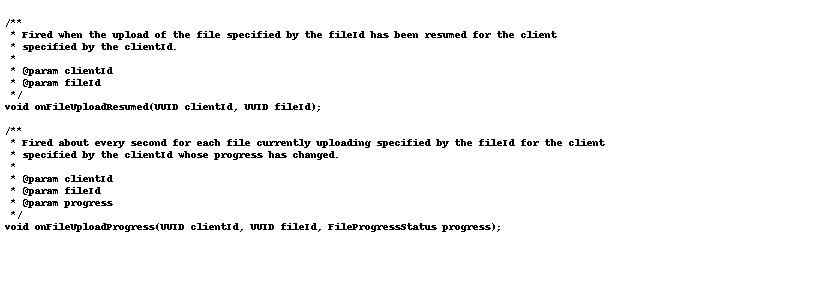 /**
 * Fired when the upload of the file specified by the fileId has been resumed for the client
 * specified by the clientId.
 *
 * @param clientId
 * @param fileId
 */
void onFileUploadResumed(UUID clientId, UUID fileId);

/**
 * Fired about every second for each file currently uploading specified by the fileId for the client
 * specified by the clientId whose progress has changed.
 *
 * @param clientId
 * @param fileId
 * @param progress
 */
void onFileUploadProgress(UUID clientId, UUID fileId, FileProgressStatus progress);